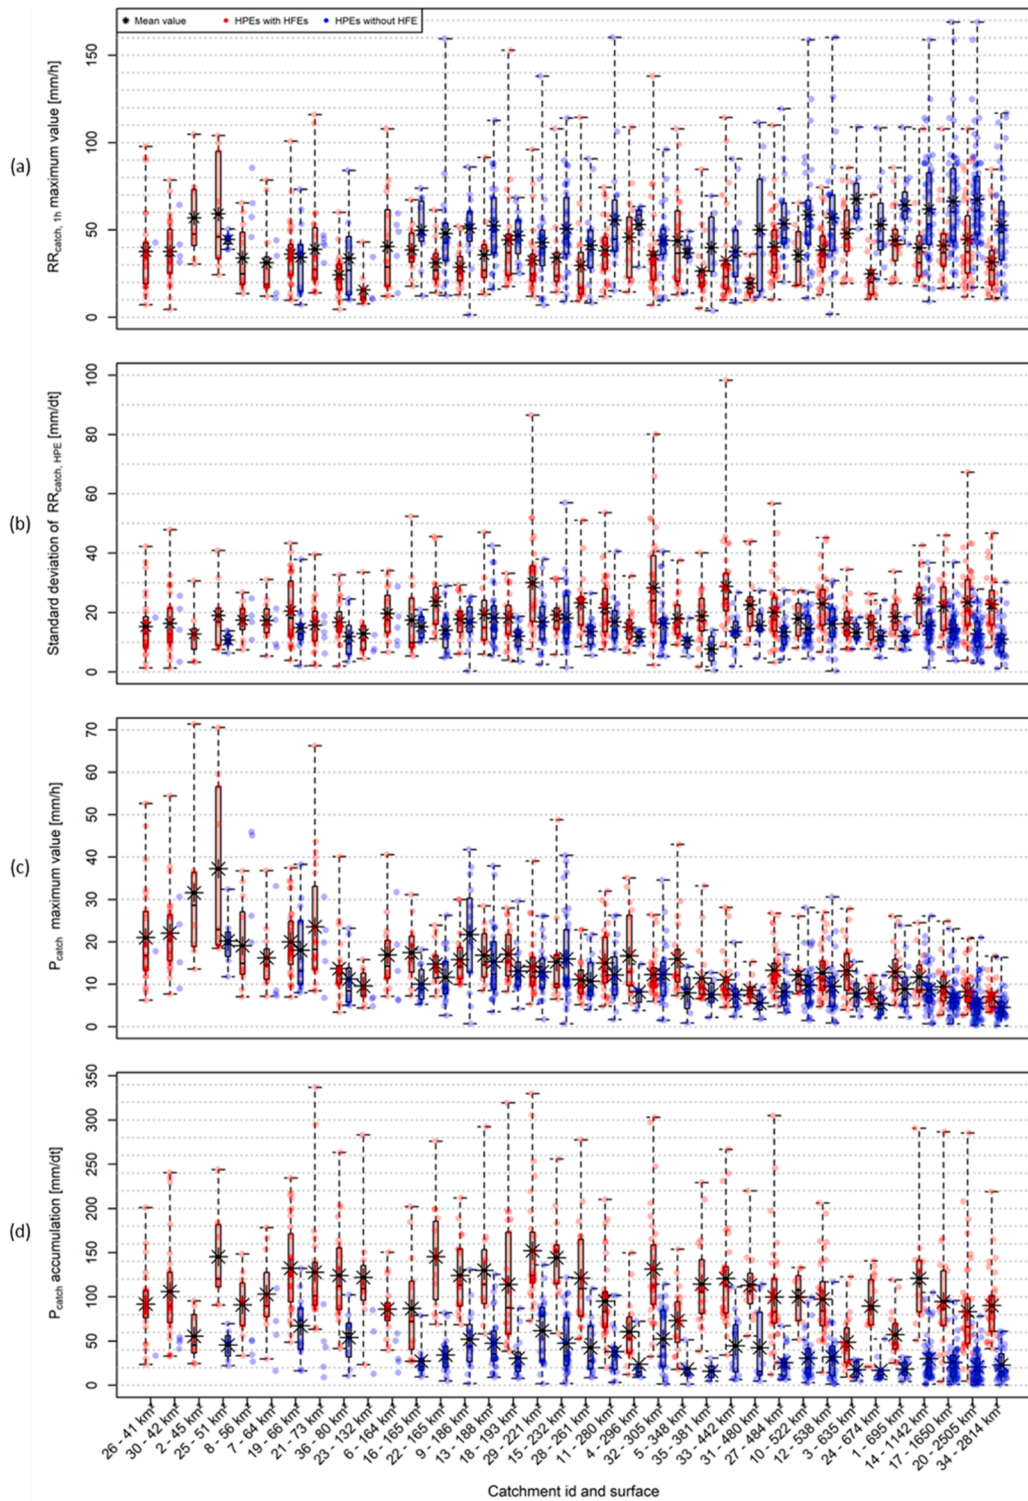 Mean value HPEs with HFEs HPEs without HFE
(a)
RRcatch, 1h maximum value [mm/h]
150
100
50
0
(b)
Standard deviation of RRcatch, HPE [mm/dt]
100
80
60
40
20
0
(c)
Pcatch maximum value [mm/h]
70
60
50
40
30
20
10
0
(d)
Pcatch accumulation [mm/dt]
350
300
250
200
150
100
50
0
26 - 41 km²
30 - 42 km²
2 - 45 km²
25 - 51 km²
8 - 56 km²
7 - 64 km²
19 - 66 km²
21 - 73 km²
36 - 80 km²
23 - 132 km²
6 - 164 km²
16 - 165 km²
22 - 165 km²
9 - 186 km²
13 - 188 km²
18 - 193 km²
29 - 221 km²
15 - 232 km²
28 - 261 km²
11 - 280 km²
4 - 296 km²
32 - 305 km²
5 - 348 km²
35 - 381 km²
33 - 442 km²
31 - 480 km²
27 - 484 km²
10 - 522 km²
12 - 538 km²
3 - 635 km²
24 - 674 km²
1 - 695 km²
14 - 1142 km²
17 - 1650 km²
20 - 2505 km²
34 - 2814 km²
Catchment id and surface